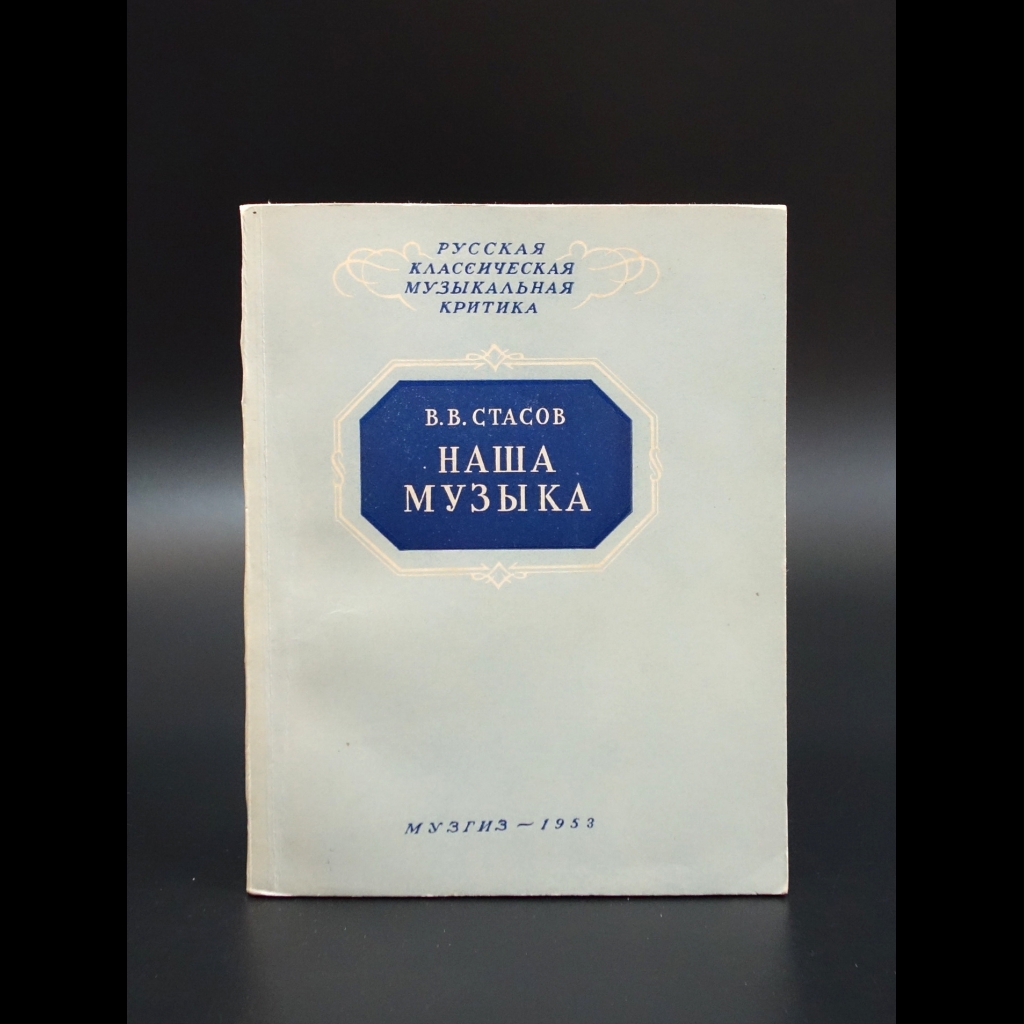 РУССКАЯ
КЛАССИЧЕСКАЯ
МУЗЫКАЛЬНАЯ
КРИТИКА
В.В.СТАСОВ
НАША
МУЗЫКА
МУЗГИЗ — 1953